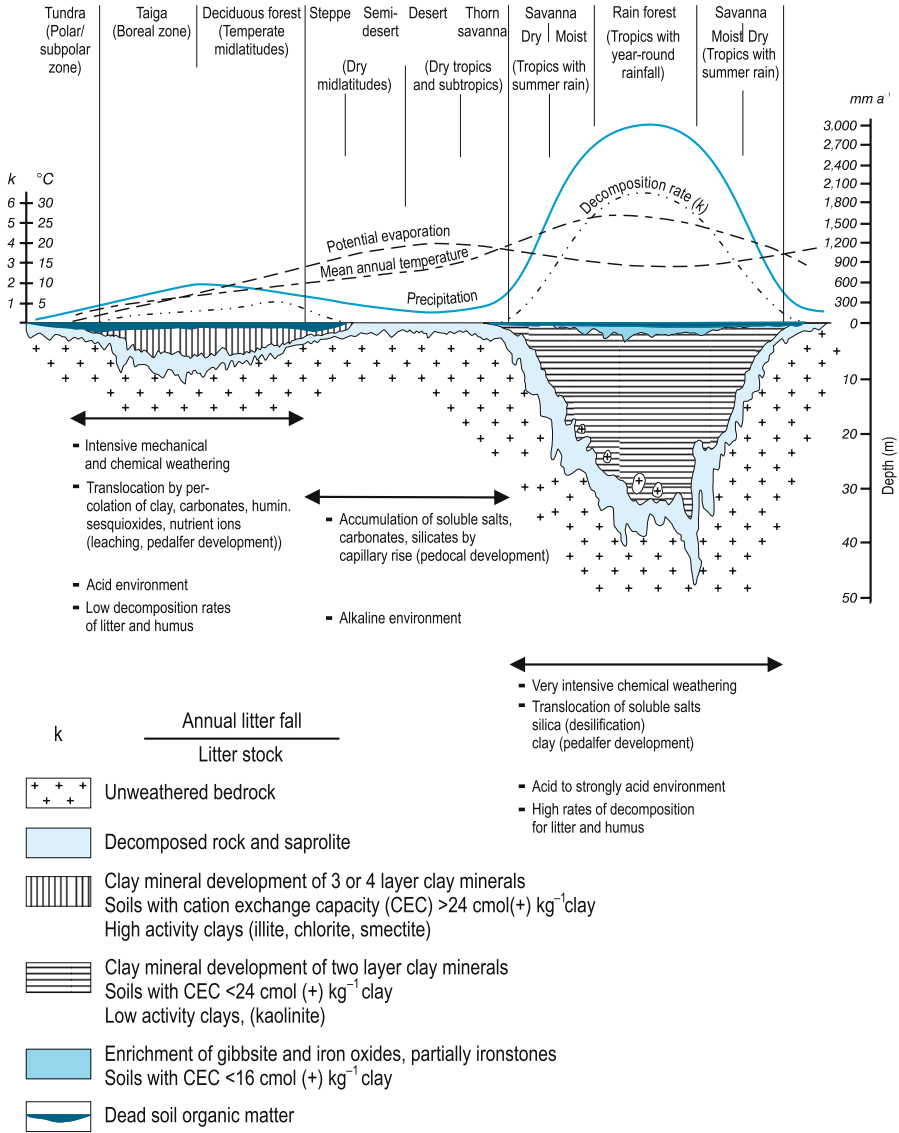 Tundra
(Polar/
subpolar
zone)
Taiga
(Boreal zone)
Deciduous forest
(Temperate
midlatitudes)
Steppe
Semi-
desert
(Dry
midlatitudes)
Desert
Thorn
savanna
(Dry tropics
and subtropics)
Savanna
Dry Moist
(Tropics with
summer rain)
Rain forest
(Tropics with
year-round
rainfall)
Savanna
Moist Dry
(Tropics with
summer rain)
mm a⁻¹
3,000
2,700
2,400
2,100
1,800
1,500
1,200
900
600
300
0
10
20
30
40
50
Depth (m)
k °C
6 30
5 25
4 20
3 15
2 10
1 5
Decomposition rate (k)
Potential evaporation
Mean annual temperature
Precipitation
- Intensive mechanical
and chemical weathering
- Translocation by per-
colation of clay, carbonates, humin.
sesquioxides, nutrient ions
(leaching, pedalfer development))
- Acid environment
- Low decomposition rates
of litter and humus
- Accumulation of soluble salts,
carbonates, silicates by
capillary rise (pedocal development)
- Alkaline environment
- Very intensive chemical weathering
- Translocation of soluble salts
silica (desilification)
clay (pedalfer development)
- Acid to strongly acid environment
- High rates of decomposition
for litter and humus
k
Annual litter fall
Litter stock
Unweathered bedrock
Decomposed rock and saprolite
Clay mineral development of 3 or 4 layer clay minerals
Soils with cation exchange capacity (CEC) >24 cmol(+) kg⁻¹clay
High activity clays (illite, chlorite, smectite)
Clay mineral development of two layer clay minerals
Soils with CEC <24 cmol (+) kg⁻¹ clay
Low activity clays, (kaolinite)
Enrichment of gibbsite and iron oxides, partially ironstones
Soils with CEC <16 cmol (+) kg⁻¹ clay
Dead soil organic matter